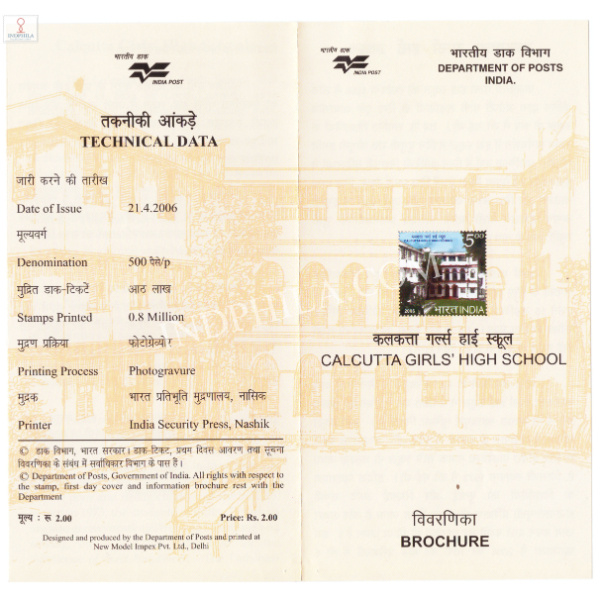 INDPHILA
भारतीय डाक
INDIA POST
तकनीकी आंकड़े
TECHNICAL DATA
जारी करने की तारीख
Date of Issue 21.4.2006
मूल्यवर्ग
Denomination 500 पैसे/p
मुद्रित डाक-टिकटें आठ लाख
Stamps Printed 0.8 Million
मुद्रण प्रक्रिया फोटोग्रेव्योर
Printing Process Photogravure
मुद्रक भारत प्रतिभूति मुद्रणालय, नासिक
Printer India Security Press, Nashik
© डाक विभाग, भारत सरकार। डाक-टिकट, प्रथम दिवस आवरण तथा सूचना
विवरणिका के संबंध में सर्वाधिकार विभाग के पास हैं।
© Department of Posts, Government of India. All rights with respect to
the stamp, first day cover and information brochure rest with the
Department
मूल्य : रु 2.00 Price: Rs. 2.00
Designed and produced by the Department of Posts and printed at
New Model Impex Pvt. Ltd., Delhi
भारतीय डाक
INDIA POST
भारतीय डाक विभाग
DEPARTMENT OF POSTS
INDIA.
5.00
भारत INDIA
INDPHILA.COM
कलकत्ता गर्ल्स हाई स्कूल
CALCUTTA GIRLS' HIGH SCHOOL
विवरणिका
BROCHURE